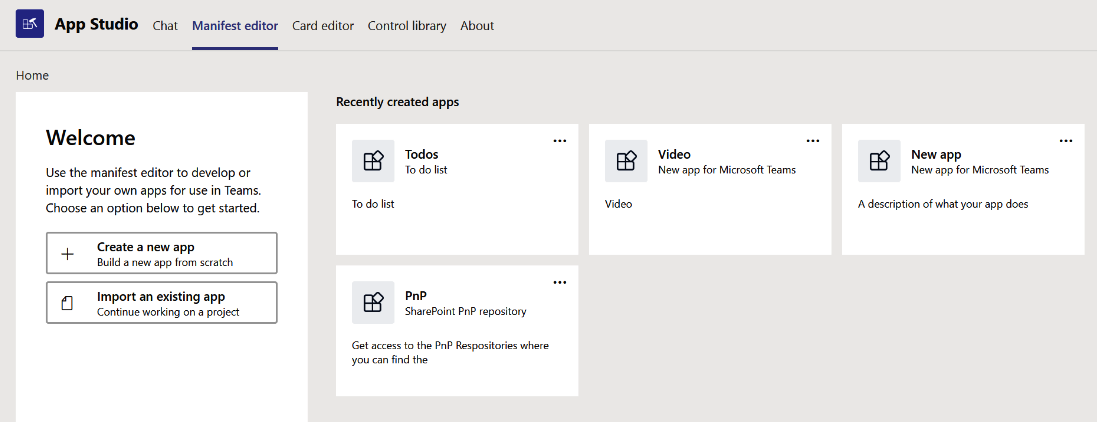 App Studio Chat Manifest editor Card editor Control library About
Home
Welcome
Use the manifest editor to develop or
import your own apps for use in Teams.
Choose an option below to get started.
Create a new app
Build a new app from scratch
Import an existing app
Continue working on a project
Recently created apps
Todos
To do list
To do list
Video
New app for Microsoft Teams
Video
New app
New app for Microsoft Teams
A description of what your app does
PnP
SharePoint PnP repository
Get access to the PnP Respositories where
you can find the